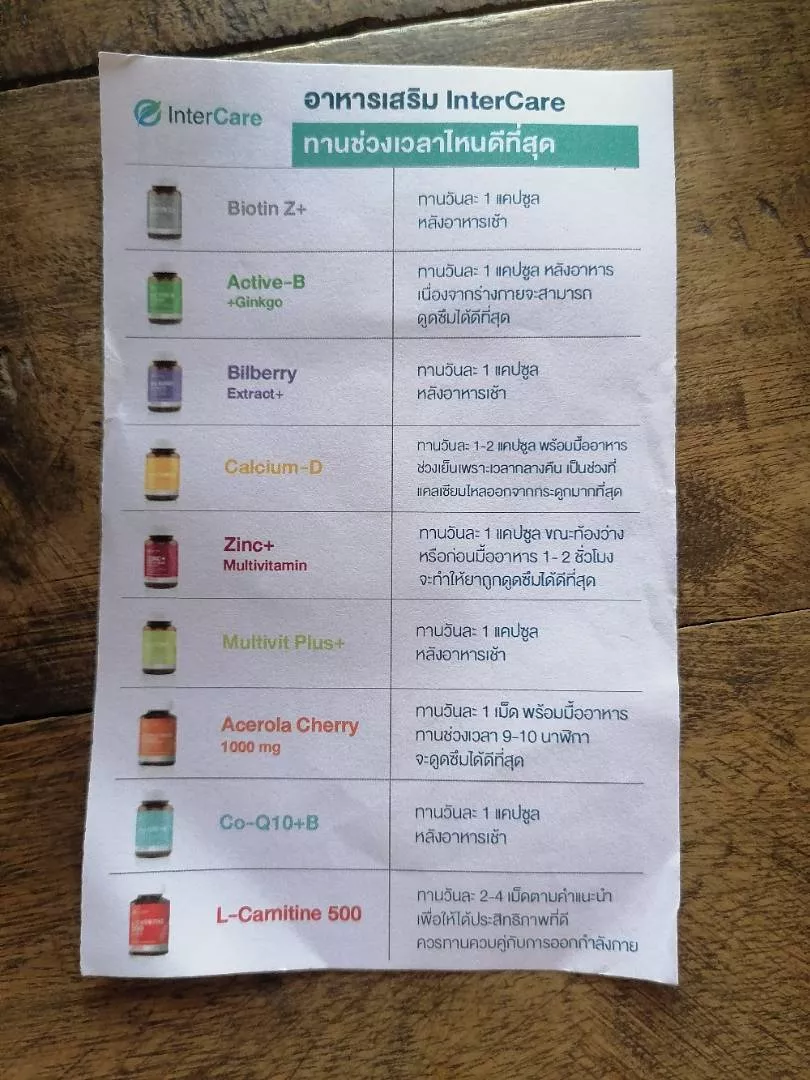 InterCare
อาหารเสริม InterCare
ทานช่วงเวลาไหนดีที่สุด
Biotin Z+
ทานวันละ 1 แคปซูล
หลังอาหารเช้า
Active-B
+Ginkgo
ทานวันละ 1 แคปซูล หลังอาหาร
เนื่องจากร่างกายจะสามารถ
ดูดซึมได้ดีที่สุด
Bilberry
Extract+
ทานวันละ 1 แคปซูล
หลังอาหารเช้า
Calcium-D
ทานวันละ 1-2 แคปซูล พร้อมมื้ออาหาร
ช่วงเย็นเพราะเวลากลางคืน เป็นช่วงที่
แคลเซียมไหลออกจากกระดูกมากที่สุด
Zinc+
Multivitamin
ทานวันละ 1 แคปซูล ขณะท้องว่าง
หรือก่อนมื้ออาหาร 1- 2 ชั่วโมง
จะทำให้ยาถูกดูดซึมได้ดีที่สุด
Multivit Plus+
ทานวันละ 1 แคปซูล
หลังอาหารเช้า
Acerola Cherry
1000 mg
ทานวันละ 1 เม็ด พร้อมมื้ออาหาร
ทานช่วงเวลา 9-10 นาฬิกา
จะดูดซึมได้ดีที่สุด
Co-Q10+B
ทานวันละ 1 แคปซูล
หลังอาหารเช้า
L-Carnitine 500
ทานวันละ 2-4 เม็ดตามคำแนะนำ
เพื่อให้ได้ประสิทธิภาพที่ดี
ควรทานควบคู่กับการออกกำลังกาย